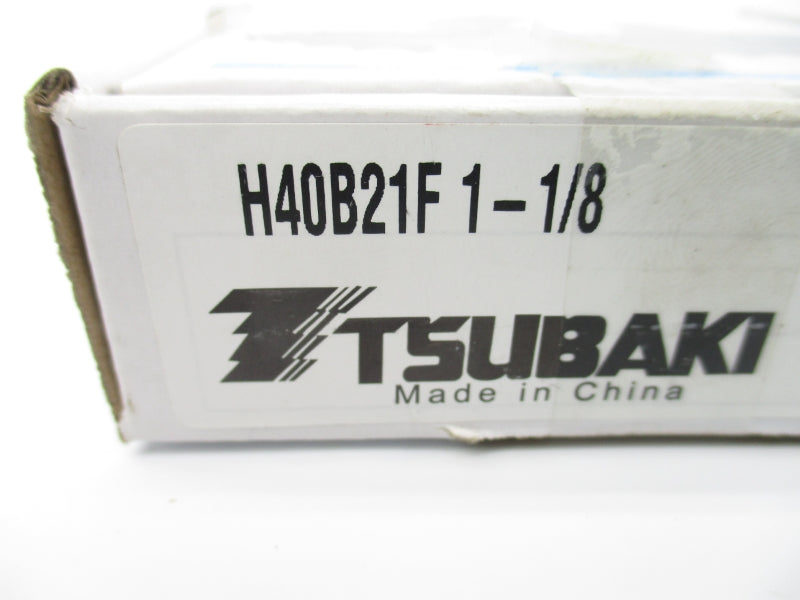 H40B21F 1-1/8
TSUBAKI
Made in China